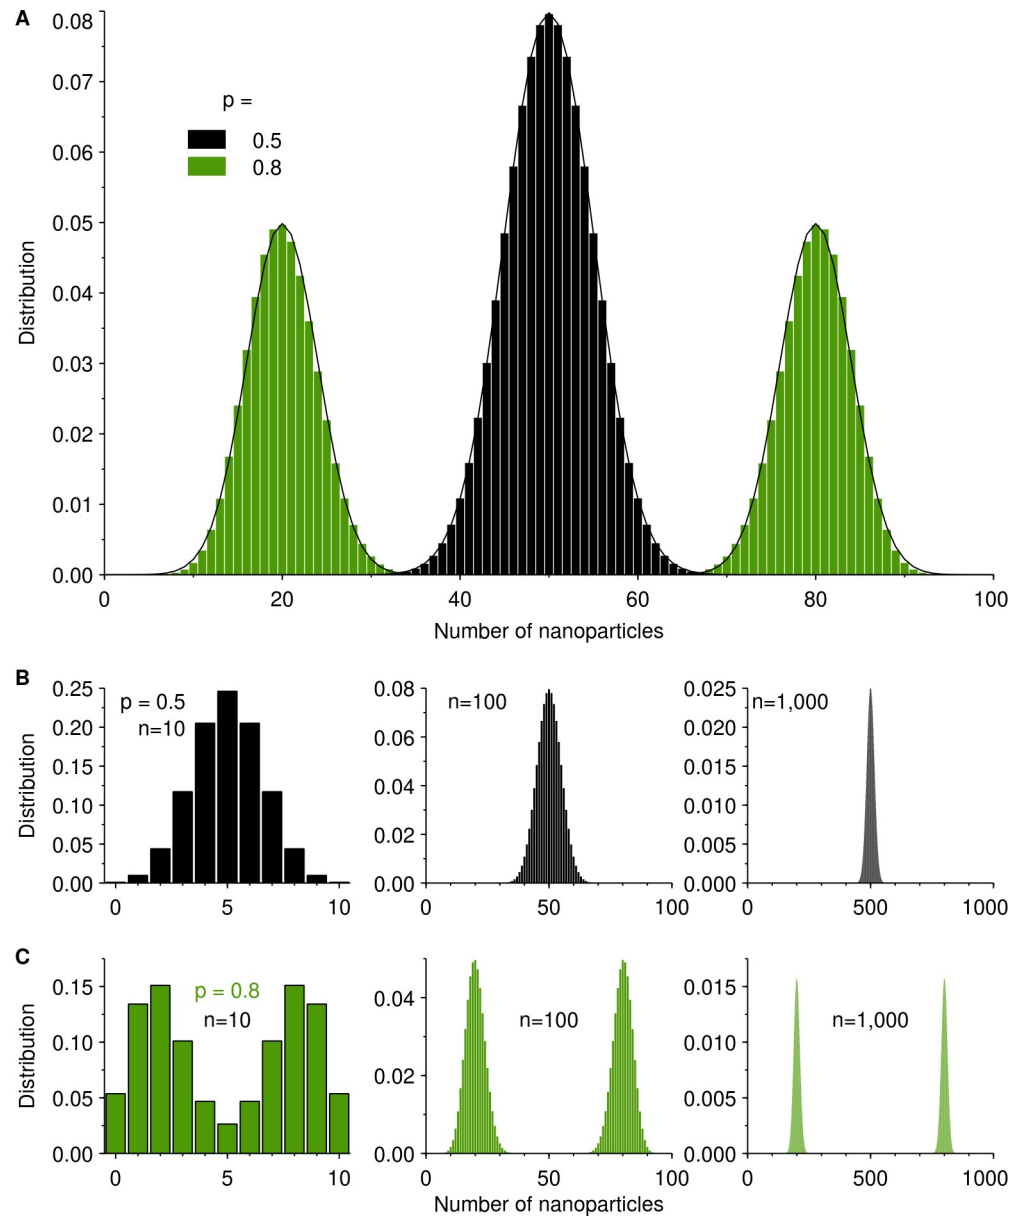 A
p =
0.5
0.8
Distribution
0.08
0.07
0.06
0.05
0.04
0.03
0.02
0.01
0.00
0 20 40 60 80 100
Number of nanoparticles
B
Distribution
0.25
0.20
0.15
0.10
0.05
0.00
p = 0.5
n=10
0 5 10
0.08
0.06
0.04
0.02
0.00
n=100
0 50 100
0.025
0.020
0.015
0.010
0.005
0.000
n=1,000
0 500 1000
C
Distribution
0.15
0.10
0.05
0.00
p = 0.8
n=10
0 5 10
0.04
0.02
0.00
n=100
0 50 100
0.015
0.010
0.005
0.000
n=1,000
0 500 1000
Number of nanoparticles